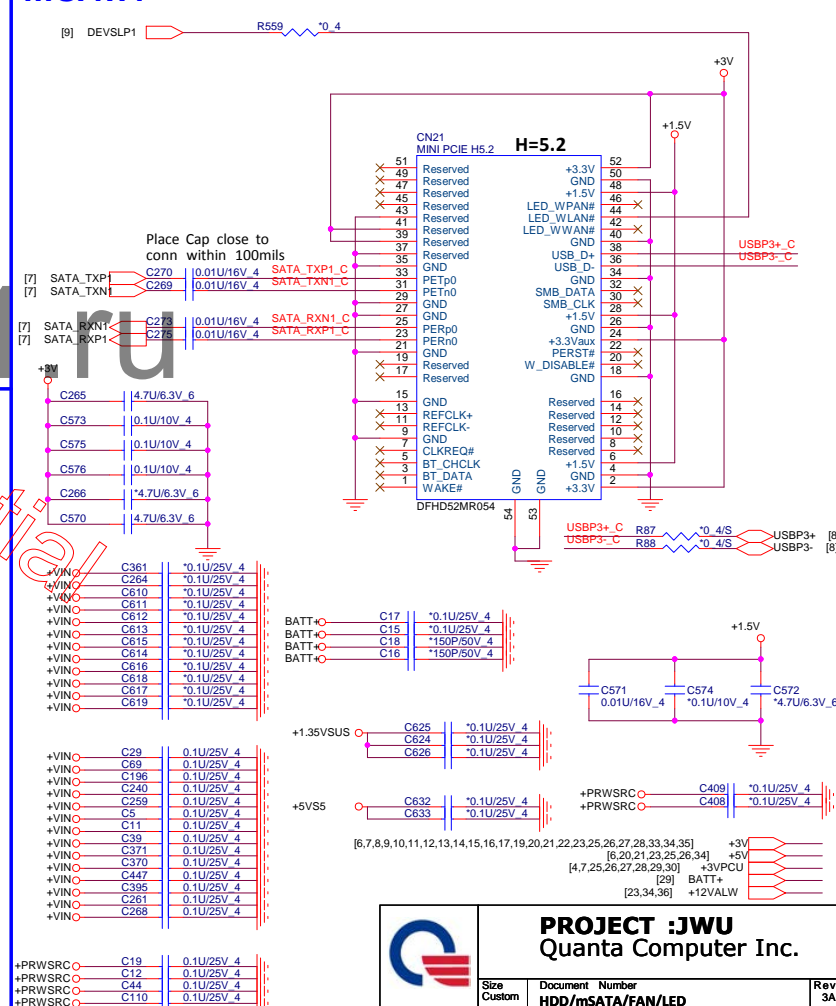 [9] DEVSLP1
R559 *0_4
+3V
+1.5V
CN21
MINI PCIE H5.2
H=5.2
51 Reserved +3.3V 52
49 Reserved GND 50
47 Reserved +1.5V 48
45 Reserved LED_WPAN# 46
43 Reserved LED_WLAN# 44
41 Reserved LED_WWAN# 42
39 Reserved GND 40
37 Reserved USB_D+ 38 USBP3+_C
35 GND USB_D- 36 USBP3-_C
33 PETp0 GND 34
31 PETn0 SMB_DATA 32
29 GND SMB_CLK 30
27 GND +1.5V 28
25 PERp0 GND 26
23 PERn0 +3.3Vaux 24
21 GND PERST# 22
19 Reserved W_DISABLE# 20
17 Reserved GND 18
15 GND Reserved 16
13 REFCLK+ Reserved 14
11 REFCLK- Reserved 12
9 GND Reserved 10
7 CLKREQ# Reserved 8
5 BT_CHCLK +1.5V 6
3 BT_DATA GND 4
1 WAKE# +3.3V 2
GND GND
54 53
DFHD52MR054
Place Cap close to
conn within 100mils
[7] SATA_TXP1 C270 0.01U/16V_4 SATA_TXP1_C
[7] SATA_TXN1 C269 0.01U/16V_4 SATA_TXN1_C
[7] SATA_RXN1 C273 0.01U/16V_4 SATA_RXN1_C
[7] SATA_RXP1 C275 0.01U/16V_4 SATA_RXP1_C
.ru
+3V
C265 4.7U/6.3V_6
C573 0.1U/10V_4
C575 0.1U/10V_4
C576 0.1U/10V_4
C266 *4.7U/6.3V_6
C570 4.7U/6.3V_6
USBP3+_C R87 *0_4/S USBP3+ [8
USBP3-_C R88 *0_4/S USBP3- [8
+VIN C361 *0.1U/25V_4
+VIN C264 *0.1U/25V_4
+VIN C610 *0.1U/25V_4
+VIN C611 *0.1U/25V_4
+VIN C612 *0.1U/25V_4
+VIN C613 *0.1U/25V_4
+VIN C615 *0.1U/25V_4
+VIN C614 *0.1U/25V_4
+VIN C616 *0.1U/25V_4
+VIN C618 *0.1U/25V_4
+VIN C617 *0.1U/25V_4
+VIN C619 *0.1U/25V_4
BATT+ C17 *0.1U/25V_4
BATT+ C15 *0.1U/25V_4
BATT+ C18 *150P/50V_4
BATT+ C16 *150P/50V_4
+1.5V
C571 0.01U/16V_4
C574 *0.1U/10V_4
C572 *4.7U/6.3V_6
+1.35VSUS C625 *0.1U/25V_4
C624 *0.1U/25V_4
C626 *0.1U/25V_4
+5VS5 C632 *0.1U/25V_4
C633 *0.1U/25V_4
+PRWSRC C409 *0.1U/25V_4
+PRWSRC C408 *0.1U/25V_4
+VIN C29 0.1U/25V_4
+VIN C69 0.1U/25V_4
+VIN C196 0.1U/25V_4
+VIN C240 0.1U/25V_4
+VIN C259 0.1U/25V_4
+VIN C5 0.1U/25V_4
+VIN C11 0.1U/25V_4
+VIN C39 0.1U/25V_4
+VIN C371 0.1U/25V_4
+VIN C370 0.1U/25V_4
+VIN C447 0.1U/25V_4
+VIN C395 0.1U/25V_4
+VIN C261 0.1U/25V_4
+VIN C268 0.1U/25V_4
[6,7,8,9,10,11,12,13,14,15,16,17,19,20,21,22,23,25,26,27,28,33,34,35] +3V
[6,20,21,23,25,26,34] +5V
[4,7,25,26,27,28,29,30] +3VPCU
[29] BATT+
[23,34,36] +12VALW
+PRWSRC C19 0.1U/25V_4
+PRWSRC C12 0.1U/25V_4
+PRWSRC C44 0.1U/25V_4
+PRWSRC C110 0.1U/25V_4
PROJECT :JWU
Quanta Computer Inc.
Size
Custom
Document Number
HDD/mSATA/FAN/LED
Rev
3A